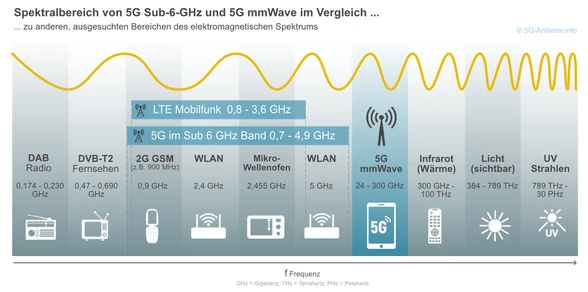 Spektralbereich von 5G Sub-6-GHz und 5G mmWave im Vergleich ...
... zu anderen, ausgesuchten Bereichen des elektromagnetischen Spektrums
© 5G-Anbieter.info
LTE Mobilfunk 0,8 - 3,6 GHz
5G im Sub 6 GHz Band 0,7 - 4,9 GHz
DAB
Radio
0,174 - 0,230
GHz
DVB-T2
Fernsehen
0,47 - 0,690
GHz
2G GSM
(z.B. 900 MHz)
0,9 GHz
WLAN
2,4 GHz
Mikro-
Wellenofen
2,455 GHz
WLAN
5 GHz
5G
mmWave
24 - 300 GHz
5G
Infrarot
(Wärme)
300 GHz -
100 THz
Licht
(sichtbar)
384 - 789 THz
UV
Strahlen
789 THz -
30 PHz
UV
f Frequenz
GHz = Gigahertz; THz = Terrahertz; PHz = Petahertz